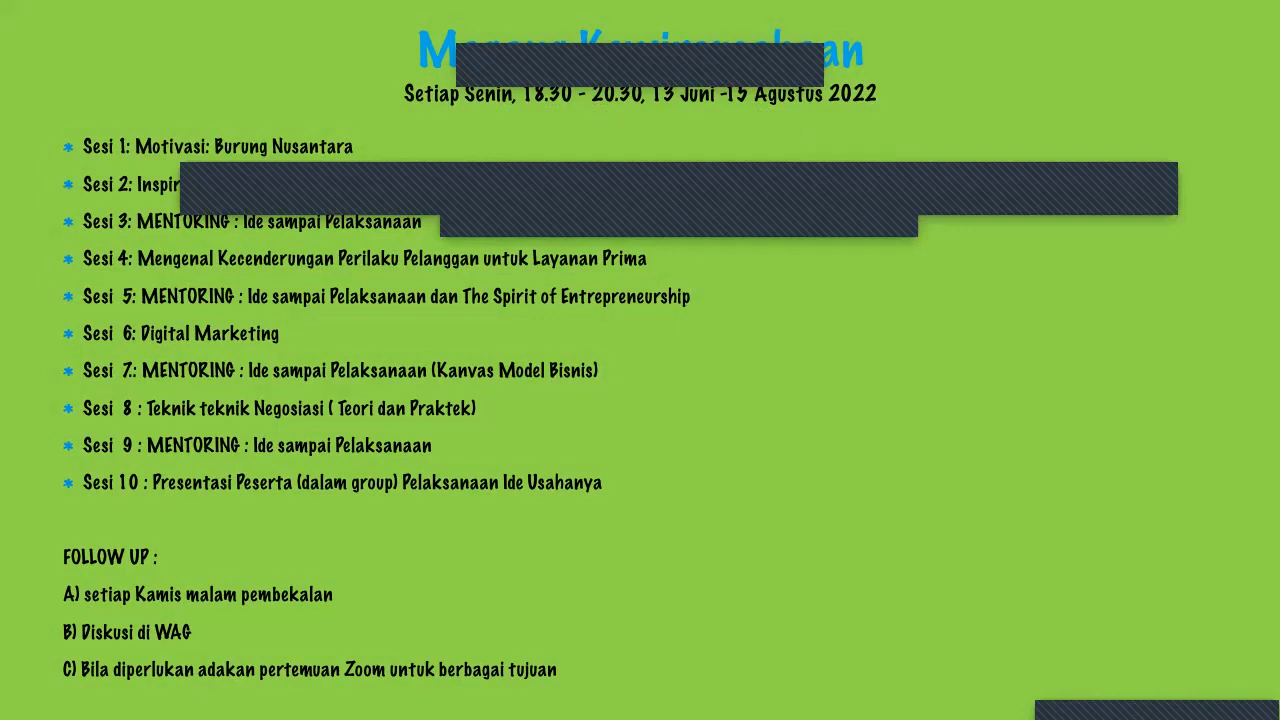 Setiap Senin, 18.30 - 20.30, 13 Juni -15 Agustus 2022
* Sesi 1: Motivasi: Burung Nusantara
* Sesi 2:
* Sesi 3: MENTORING : Ide sampai Pelaksanaan
* Sesi 4: Mengenal Kecenderungan Perilaku Pelanggan untuk Layanan Prima
* Sesi 5: MENTORING : Ide sampai Pelaksanaan dan The Spirit of Entrepreneurship
* Sesi 6: Digital Marketing
* Sesi 7.: MENTORING : Ide sampai Pelaksanaan (Kanvas Model Bisnis)
* Sesi 8 : Teknik teknik Negosiasi ( Teori dan Praktek)
* Sesi 9 : MENTORING : Ide sampai Pelaksanaan
* Sesi 10 : Presentasi Peserta (dalam group) Pelaksanaan Ide Usahanya
FOLLOW UP :
A) setiap Kamis malam pembekalan
B) Diskusi di WAG
C) Bila diperlukan adakan pertemuan Zoom untuk berbagai tujuan